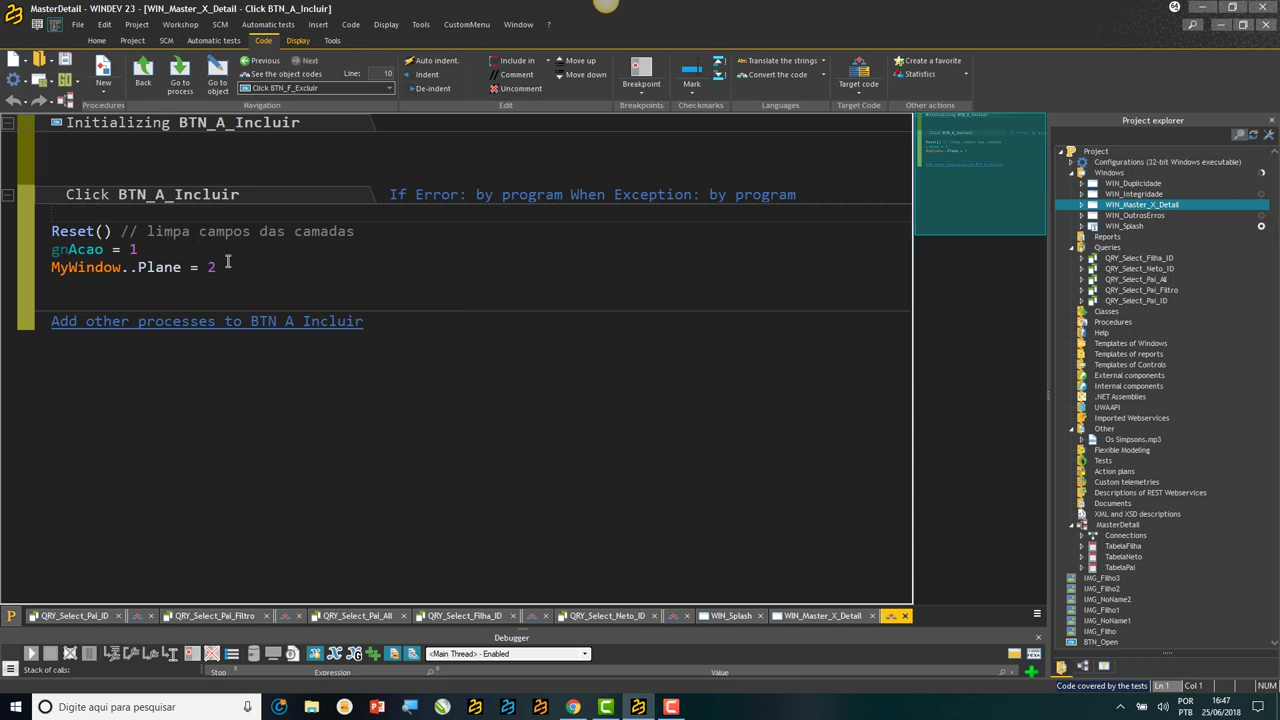 MasterDetail - WINDEV 23 - [WIN_Master_X_Detail - Click BTN_A_Incluir]
64
File Edit Project Workshop SCM Automatic tests Insert Code Display Tools CustomMenu Window ?
Home Project SCM Automatic tests Code Display Tools
New
Procedures
Back
Go to process
Go to object
Previous Next
See the object codes Line: 10
Click BTN_F_Excluir
Navigation
Auto indent.
Indent
De-indent
Include in
Comment
Uncomment
Move up
Move down
Edit
Breakpoint
Breakpoints
Mark
Checkmarks
Translate the strings
Convert the code
Languages
Target code
Target Code
Create a favorite
Statistics
Other actions
Initializing BTN_A_Incluir
Click BTN_A_Incluir If Error: by program When Exception: by program
Reset() // limpa campos das camadas
gnAcao = 1
MyWindow..Plane = 2
Add other processes to BTN_A_Incluir
Project explorer
Project
Configurations (32-bit Windows executable)
Windows
WIN_Duplicidade
WIN_Integridade
WIN_Master_X_Detail
WIN_OutrosErros
WIN_Splash
Reports
Queries
QRY_Select_Filha_ID
QRY_Select_Neto_ID
QRY_Select_Pai_All
QRY_Select_Pai_Filtro
QRY_Select_Pai_ID
Classes
Procedures
Help
Templates of Windows
Templates of reports
Templates of Controls
External components
Internal components
.NET Assemblies
UWAAPI
Imported Webservices
Other
Os Simpsons.mp3
Flexible Modeling
Tests
Action plans
Custom telemetries
Descriptions of REST Webservices
Documents
XML and XSD descriptions
MasterDetail
Connections
TabelaFilha
TabelaNeto
TabelaPai
IMG_Filho3
IMG_Filho2
IMG_NoName2
IMG_Filho1
IMG_NoName1
IMG_Filho
BTN_Open
QRY_Select_Pai_ID QRY_Select_Pai_Filtro QRY_Select_Pai_All QRY_Select_Filha_ID QRY_Select_Neto_ID WIN_Splash WIN_Master_X_Detail
Debugger
<Main Thread> - Enabled
Stack of calls: Stop Expression Value
Code covered by the tests Ln 1 Col 1 NUM
Digite aqui para pesquisar
POR
PTB
16:47
25/06/2018